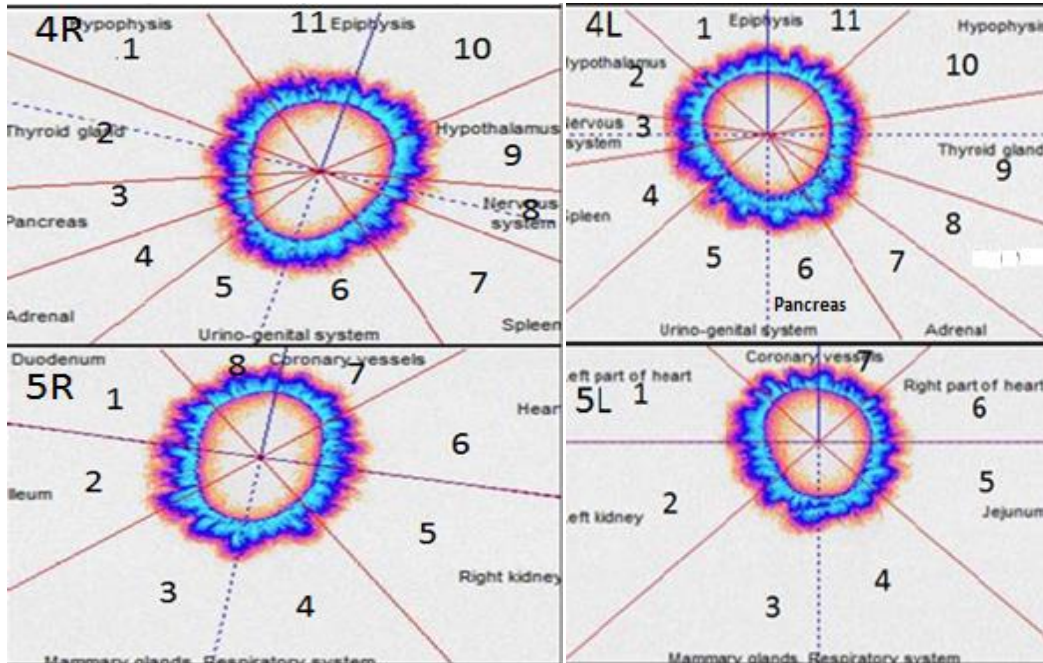 4R
Hypophysis
11
Epiphysis
1
10
Thyroid gland
2
Hypothalamus
9
3
Nervous
8
system
Pancreas
4
5
6
7
Adrenal
Spleen
Urino-genital system
4L
1
Epiphysis
11
Hypophysis
Hypothalamus
2
10
Nervous
3
system
Thyroid gland
9
4
Spleen
8
5
6
7
Pancreas
Urino-genital system
Adrenal
Duodenum
8
Coronary vessels
5R
7
1
Heart
6
2
Ileum
5
Right kidney
3
4
Mammary glands Respiratory system
Coronary vessels
7
Left part of heart
Right part of heart
5L
1
6
2
5
Left kidney
Jejunum
4
3
Mammary glands Respiratory system